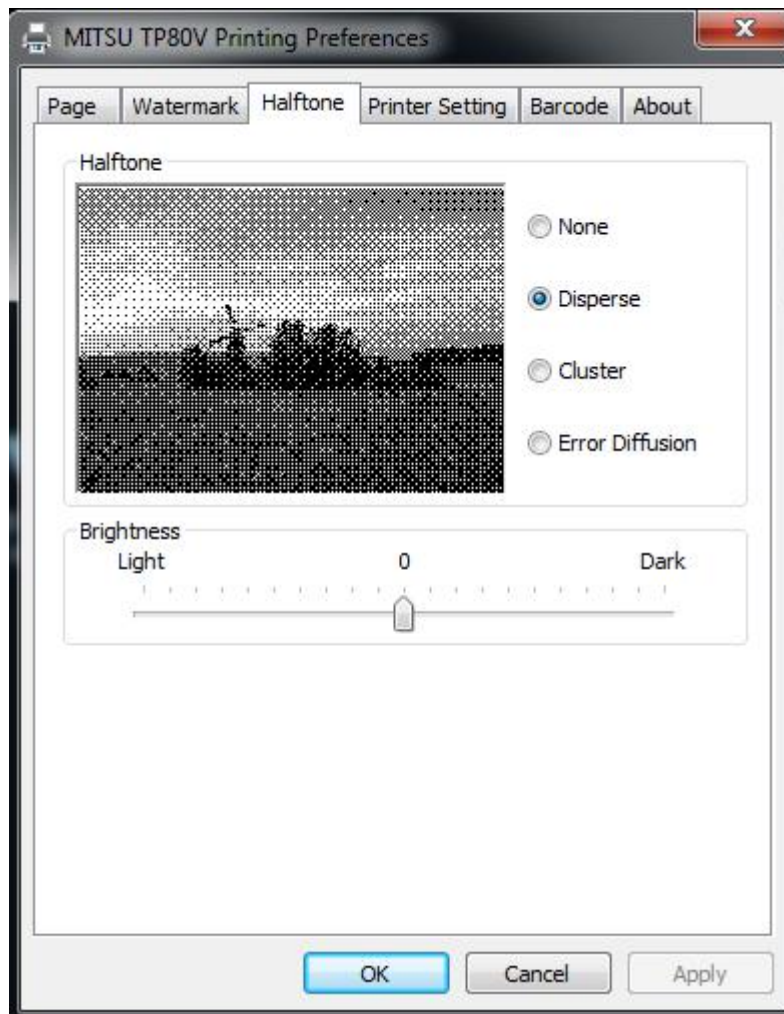 MITSU TP80V Printing Preferences
Page Watermark Halftone Printer Setting Barcode About
Halftone
None
Disperse
Cluster
Error Diffusion
Brightness
Light 0 Dark
OK Cancel Apply